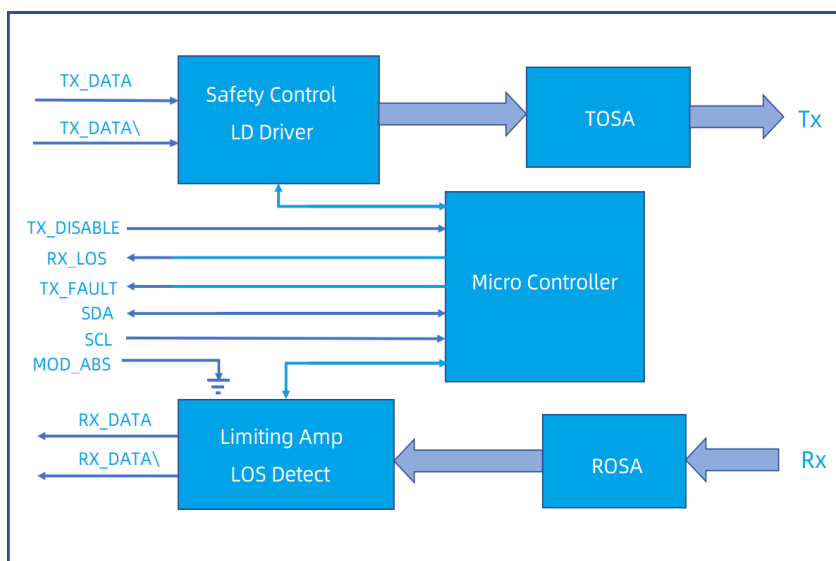 TX_DATA
TX_DATA\
Safety Control
LD Driver
TOSA
Tx
TX_DISABLE
RX_LOS
TX_FAULT
SDA
SCL
MOD_ABS
Micro Controller
RX_DATA
RX_DATA\
Limiting Amp
LOS Detect
ROSA
Rx